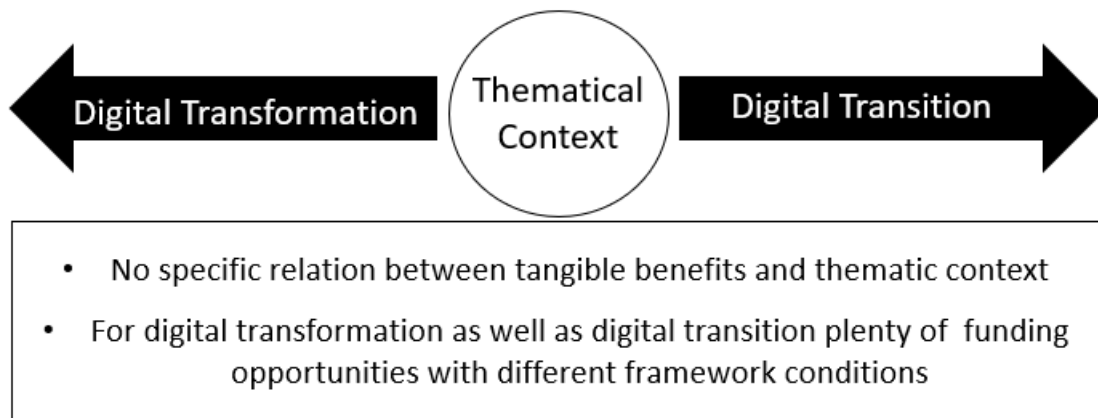 Digital Transformation
Thematical
Context
Digital Transition
• No specific relation between tangible benefits and thematic context
• For digital transformation as well as digital transition plenty of  funding
opportunities with different framework conditions